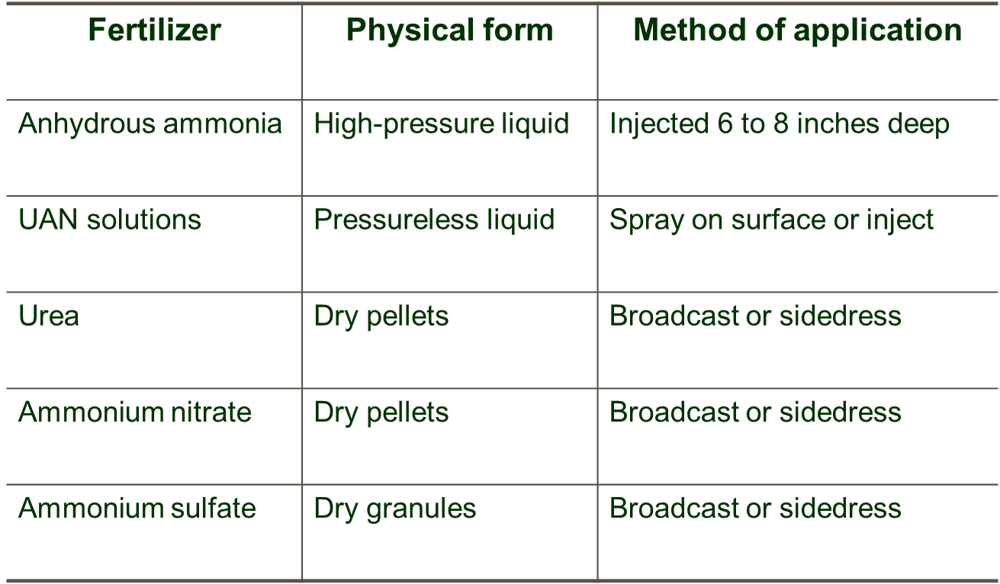 Fertilizer Physical form Method of application
Anhydrous ammonia High-pressure liquid Injected 6 to 8 inches deep
UAN solutions Pressureless liquid Spray on surface or inject
Urea Dry pellets Broadcast or sidedress
Ammonium nitrate Dry pellets Broadcast or sidedress
Ammonium sulfate Dry granules Broadcast or sidedress